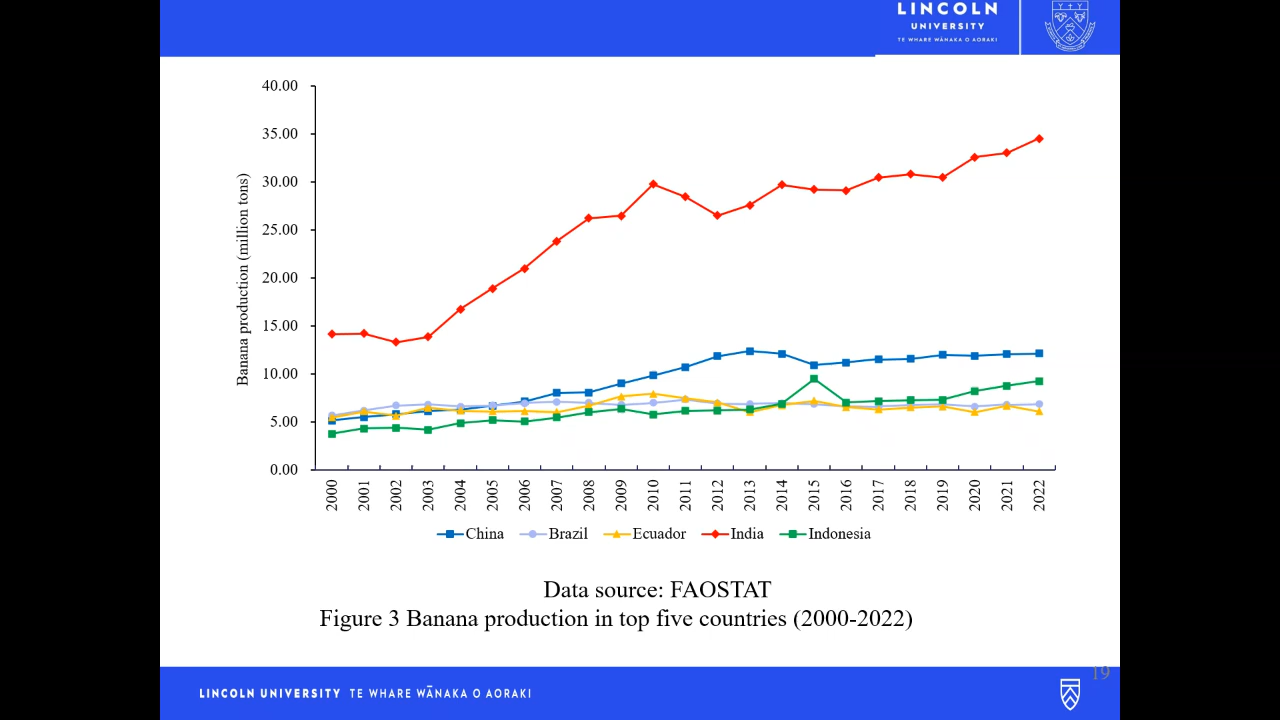 LINCOLN
UNIVERSITY
TE WHARE WĀNAKA O AORAKI
40.00
35.00
30.00
25.00
20.00
15.00
10.00
5.00
0.00
Banana production (million tons)
2000 2001 2002 2003 2004 2005 2006 2007 2008 2009 2010 2011 2012 2013 2014 2015 2016 2017 2018 2019 2020 2021 2022
China Brazil Ecuador India Indonesia
Data source: FAOSTAT
Figure 3 Banana production in top five countries (2000-2022)
19
LINCOLN UNIVERSITY TE WHARE WĀNAKA O AORAKI